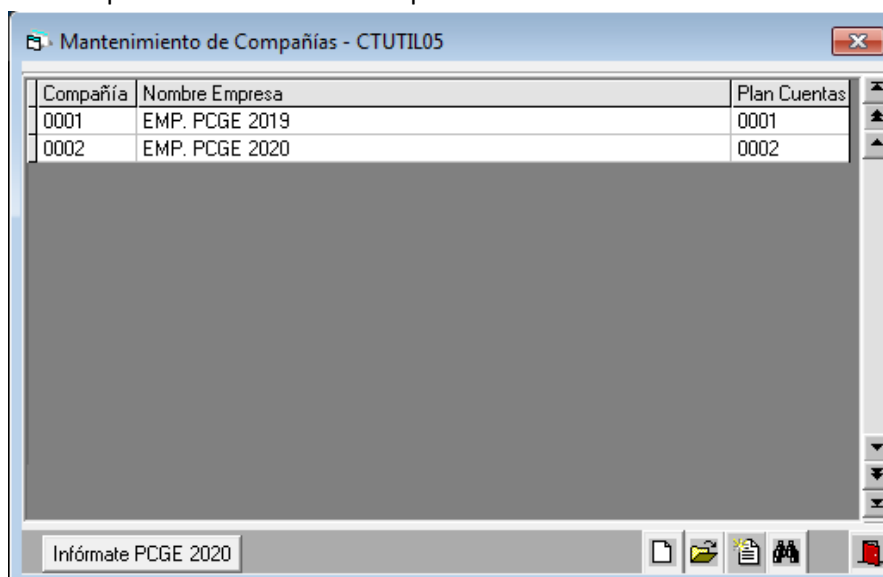 Mantenimiento de Compañías - CTUTIL05
Compañía Nombre Empresa Plan Cuentas
0001 EMP. PCGE 2019 0001
0002 EMP. PCGE 2020 0002
Infórmate PCGE 2020